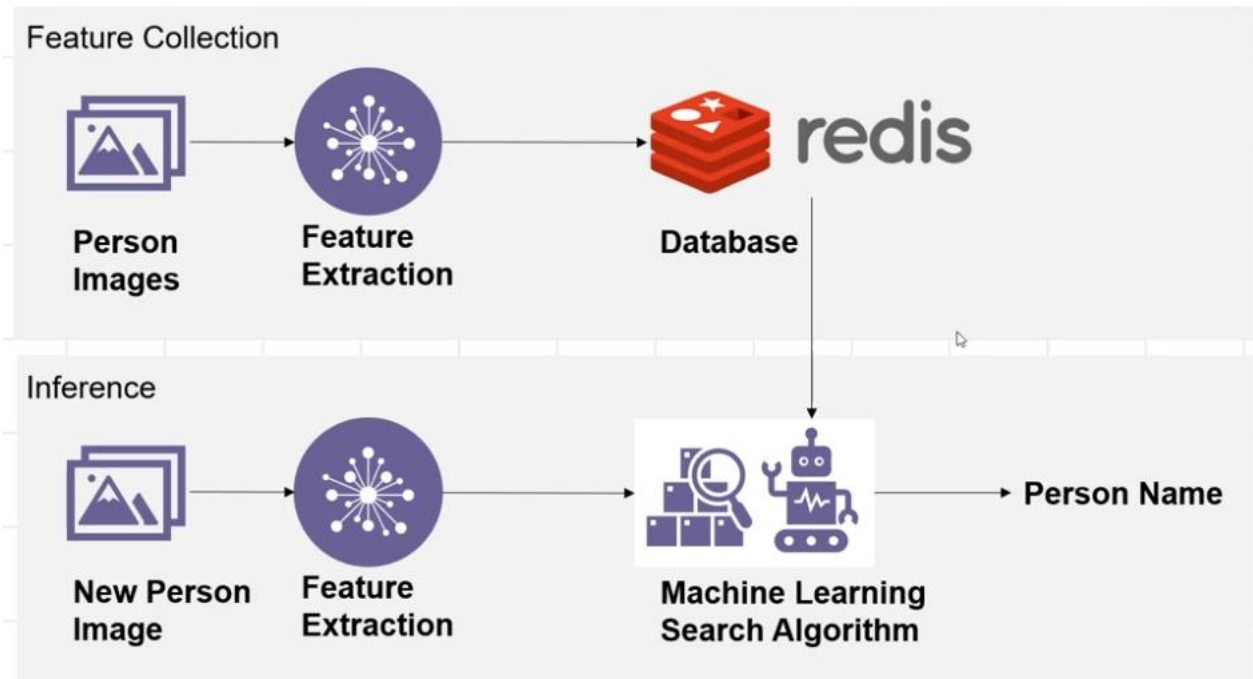 Feature Collection
redis
Person
Images
Feature
Extraction
Database
Inference
New Person
Image
Feature
Extraction
Machine Learning
Search Algorithm
Person Name